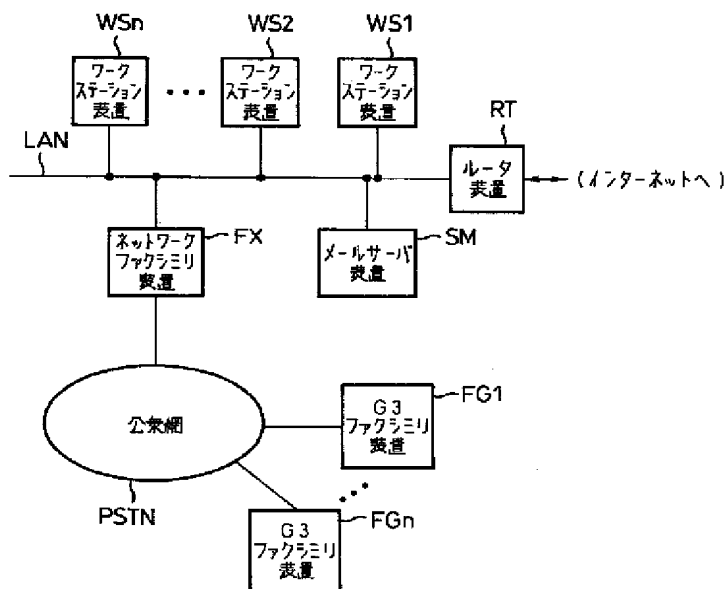 WSn
WS2
WS1
ワーク
ステーション
装置
ワーク
ステーション
装置
ワーク
ステーション
装置
LAN
RT
ルータ
装置
(インターネットへ)
ネットワーク
ファクシミリ
装置
FX
メールサーバ
装置
SM
公衆網
PSTN
G3
ファクシミリ
装置
FG1
G3
ファクシミリ
装置
FGn